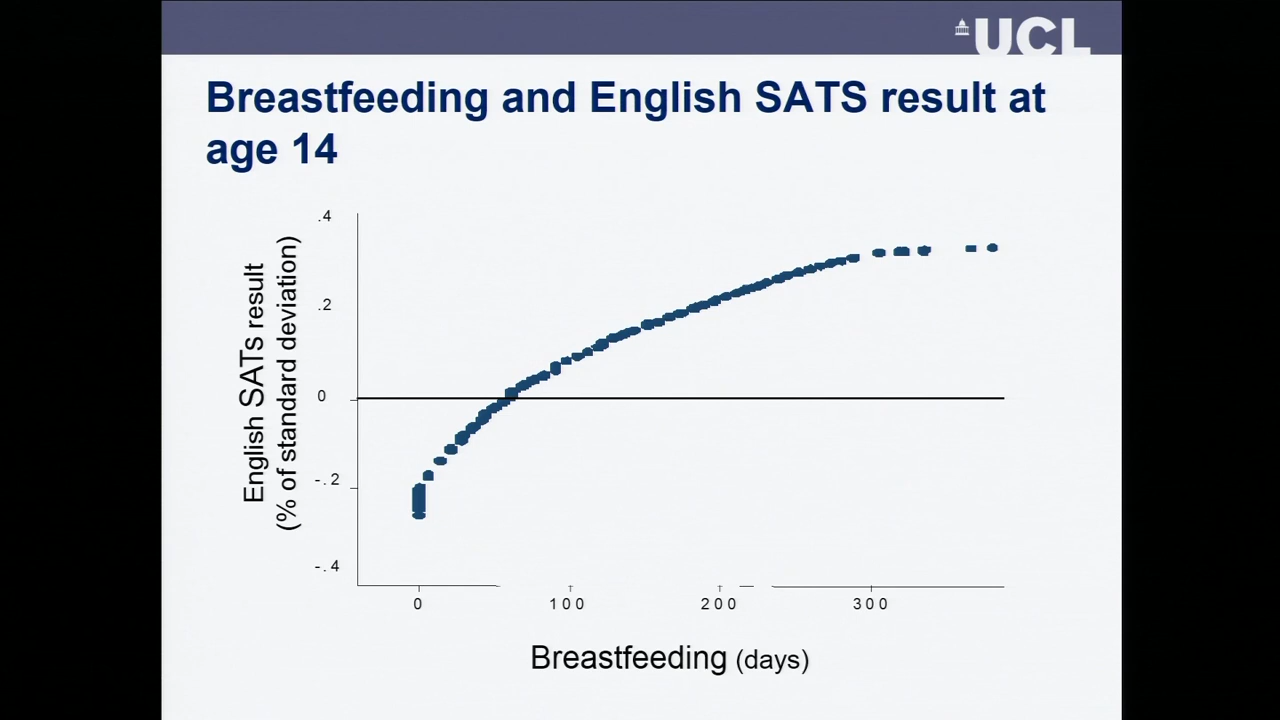 UCL
Breastfeeding and English SATS result at
age 14
English SATs result
(% of standard deviation)
.4
.2
0
-.2
-.4
0 100 200 300
Breastfeeding (days)